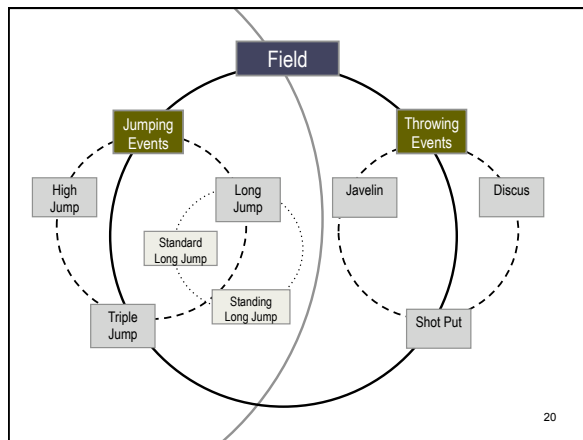 Field
Jumping
Events
Throwing
Events
High
Jump
Long
Jump
Javelin
Discus
Standard
Long Jump
Standing
Long Jump
Triple
Jump
Shot Put
20